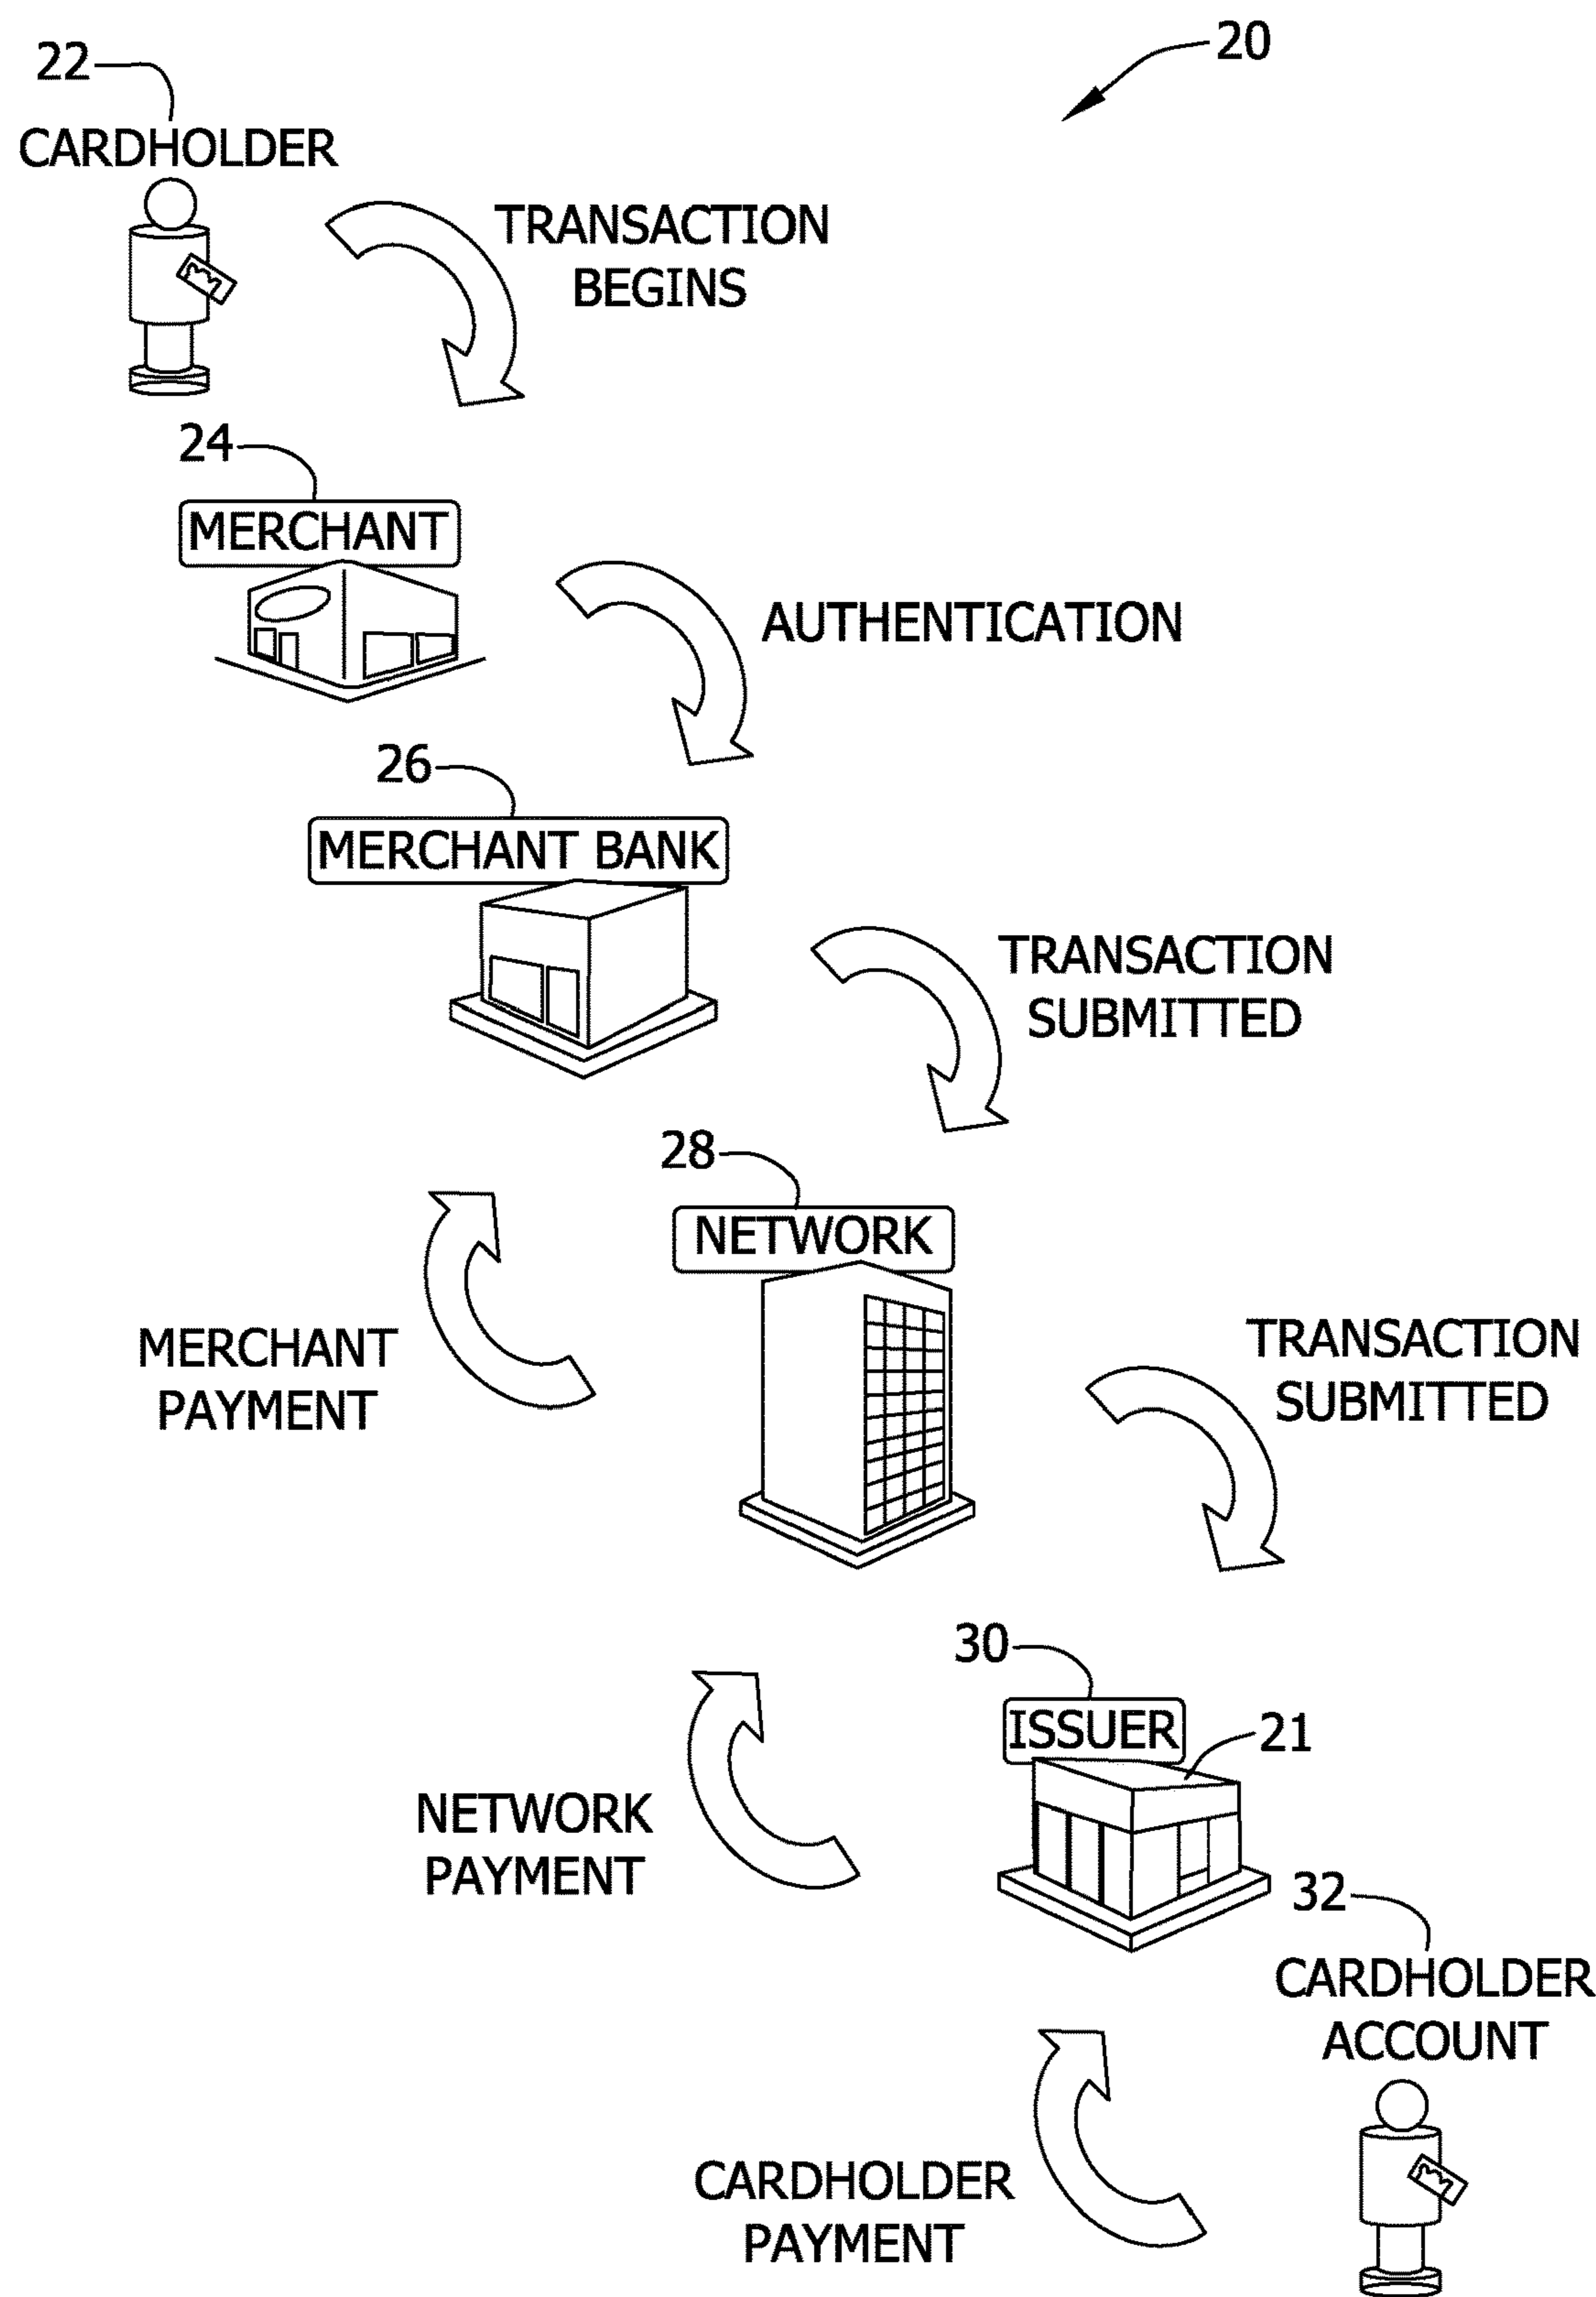 20
22
CARDHOLDER
TRANSACTION
BEGINS
24
MERCHANT
AUTHENTICATION
26
MERCHANT BANK
TRANSACTION
SUBMITTED
28
NETWORK
MERCHANT
PAYMENT
TRANSACTION
SUBMITTED
30
ISSUER
21
NETWORK
PAYMENT
32
CARDHOLDER
ACCOUNT
CARDHOLDER
PAYMENT